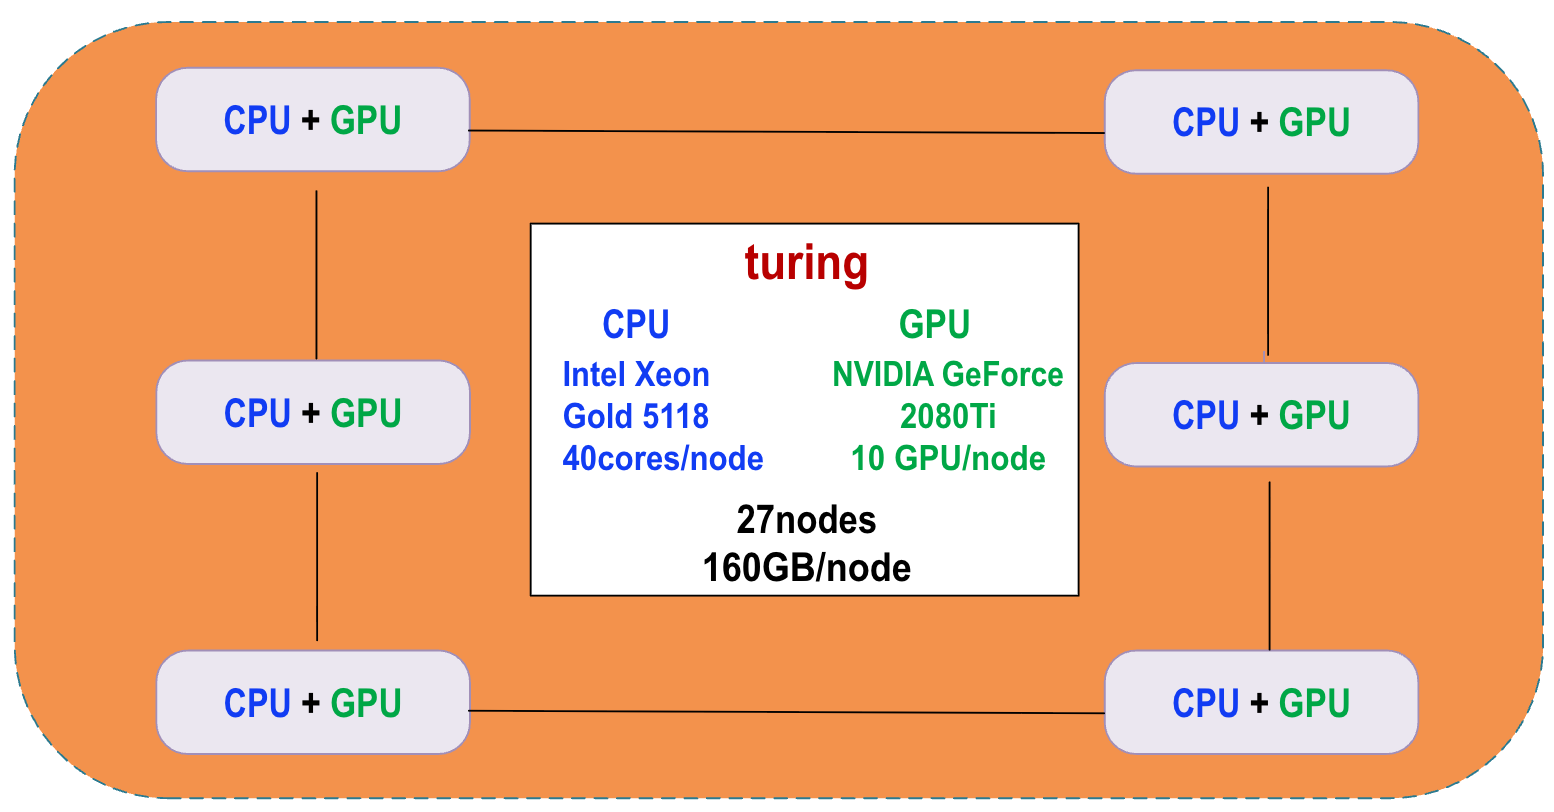 CPU + GPU
CPU + GPU
turing
CPU
GPU
Intel Xeon
Gold 5118
40cores/node
NVIDIA GeForce
2080Ti
10 GPU/node
27nodes
160GB/node
CPU + GPU
CPU + GPU
CPU + GPU
CPU + GPU